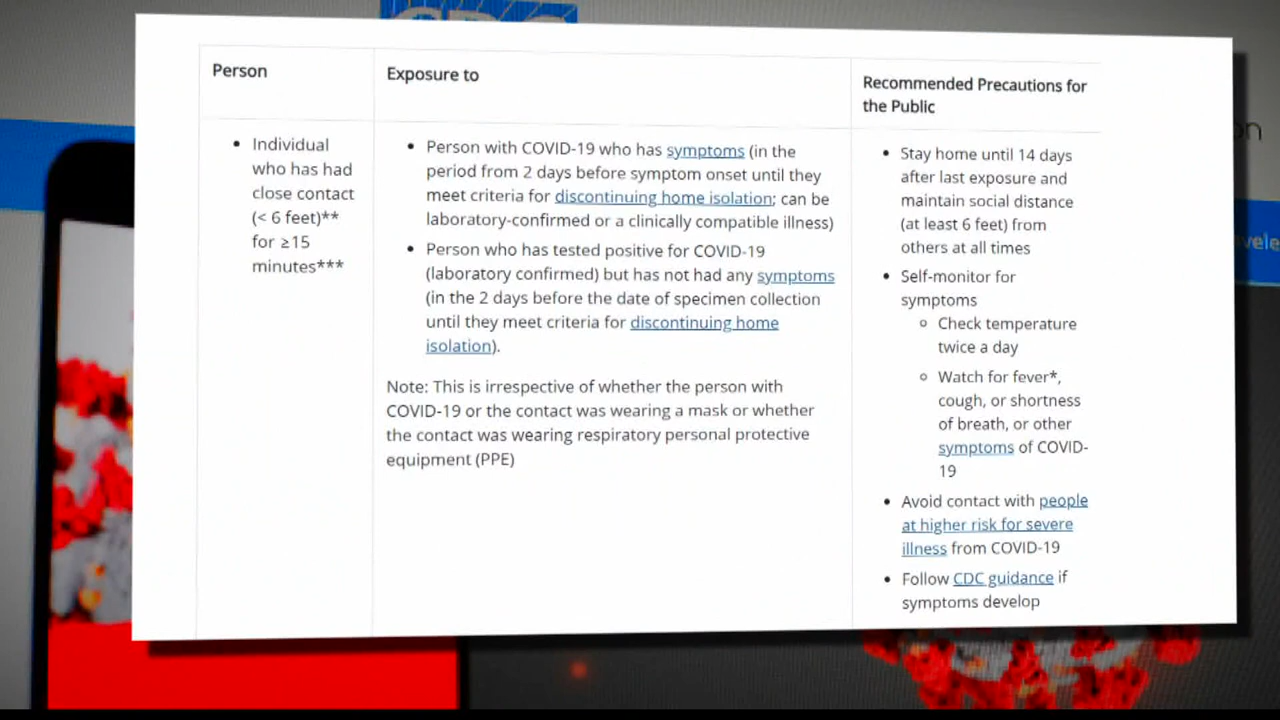 CDC
Person
Exposure to
Recommended Precautions for
the Public
• Individual
who has had
close contact
(< 6 feet)**
for ≥15
minutes***
• Person with COVID-19 who has symptoms (in the
period from 2 days before symptom onset until they
meet criteria for discontinuing home isolation; can be
laboratory-confirmed or a clinically compatible illness)
• Person who has tested positive for COVID-19
(laboratory confirmed) but has not had any symptoms
(in the 2 days before the date of specimen collection
until they meet criteria for discontinuing home
isolation).
Note: This is irrespective of whether the person with
COVID-19 or the contact was wearing a mask or whether
the contact was wearing respiratory personal protective
equipment (PPE)
• Stay home until 14 days
after last exposure and
maintain social distance
(at least 6 feet) from
others at all times
• Self-monitor for
symptoms
○ Check temperature
twice a day
○ Watch for fever*,
cough, or shortness
of breath, or other
symptoms of COVID-
19
• Avoid contact with people
at higher risk for severe
illness from COVID-19
• Follow CDC guidance if
symptoms develop